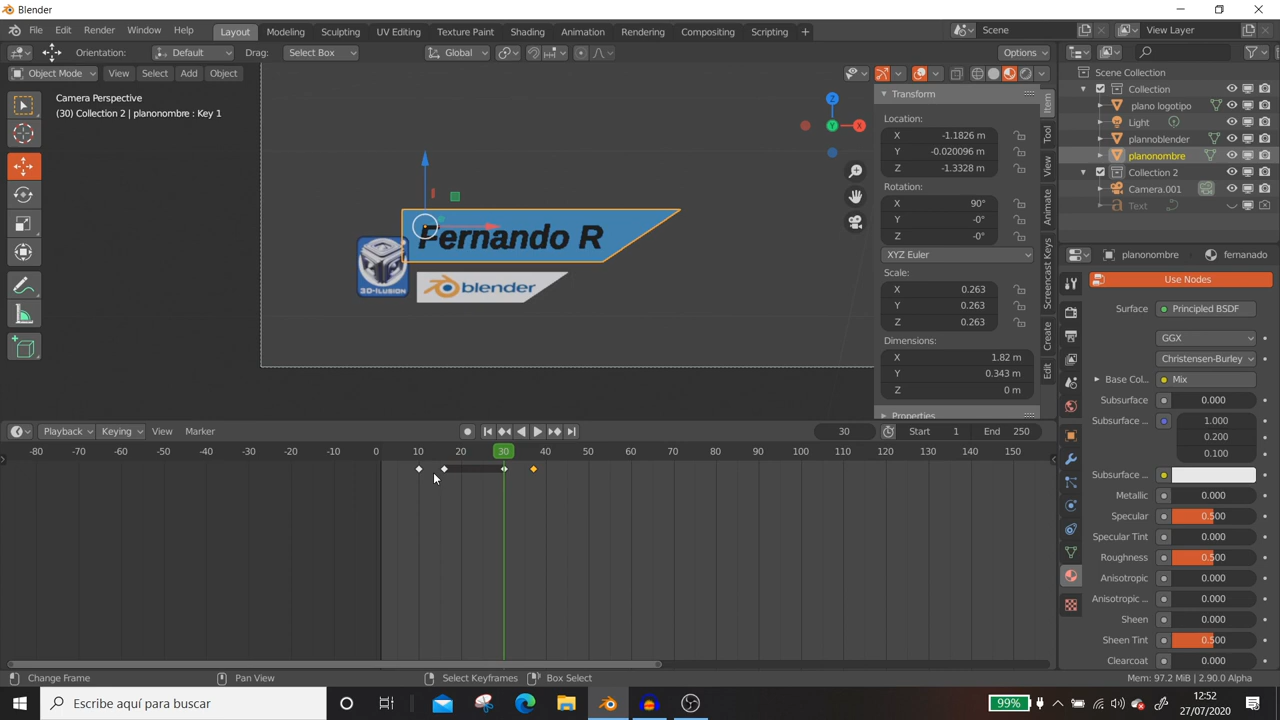 Blender
File Edit Render Window Help
Layout Modeling Sculpting UV Editing Texture Paint Shading Animation Rendering Compositing Scripting +
Scene View Layer
Orientation: Default Drag: Select Box Global Options
Object Mode View Select Add Object
Camera Perspective
(30) Collection 2 | planonombre : Key 1
Z
Y
X
Fernando R
3D-ILUSION
blender
Transform
Location:
X -1.1826 m
Y -0.020096 m
Z -1.3328 m
Rotation:
X 90°
Y -0°
Z -0°
XYZ Euler
Scale:
X 0.263
Y 0.263
Z 0.263
Dimensions:
X 1.82 m
Y 0.343 m
Z 0 m
Properties
Item
Tool
View
Animate
Screencast Keys
Create
Edit
Scene Collection
Collection
plano logotipo
Light
plannoblender
planonombre
Collection 2
Camera.001
Text
planonombre fernanado
Use Nodes
Surface Principled BSDF
GGX
Christensen-Burley
Base Col... Mix
Subsurface 0.000
Subsurface .. 1.000
0.200
0.100
Subsurface ...
Metallic 0.000
Specular 0.500
Specular Tint 0.000
Roughness 0.500
Anisotropic 0.000
Anisotropic ... 0.000
Sheen 0.000
Sheen Tint 0.500
Clearcoat 0.000
Playback Keying View Marker 30 Start 1 End 250
-80 -70 -60 -50 -40 -30 -20 -10 0 10 20 30 40 50 60 70 80 90 100 110 120 130 140 150
Change Frame Pan View Select Keyframes Box Select Mem: 97.2 MiB | 2.90.0 Alpha
Escribe aquí para buscar
99%
12:52
27/07/2020